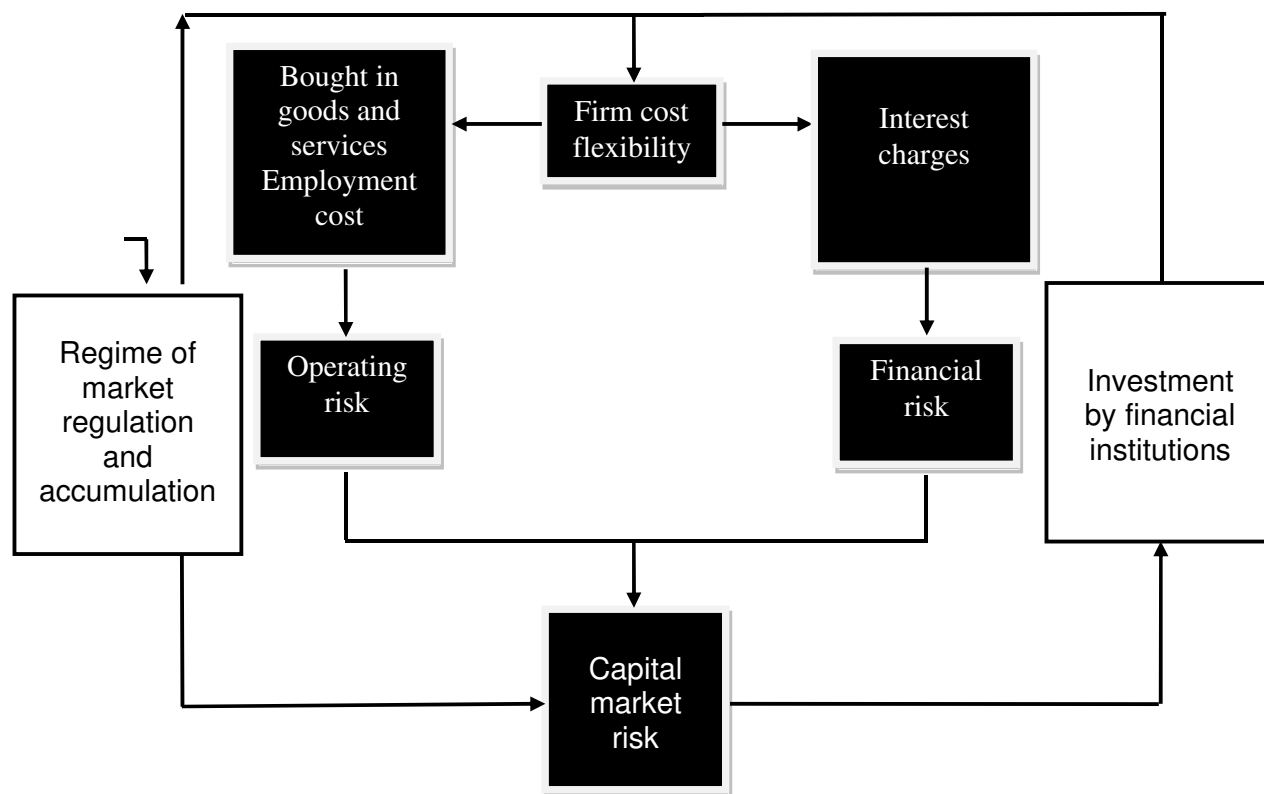 Bought in
goods and
services
Employment
cost
Firm cost
flexibility
Interest
charges
Regime of
market
regulation
and
accumulation
Operating
risk
Financial
risk
Investment
by financial
institutions
Capital
market
risk